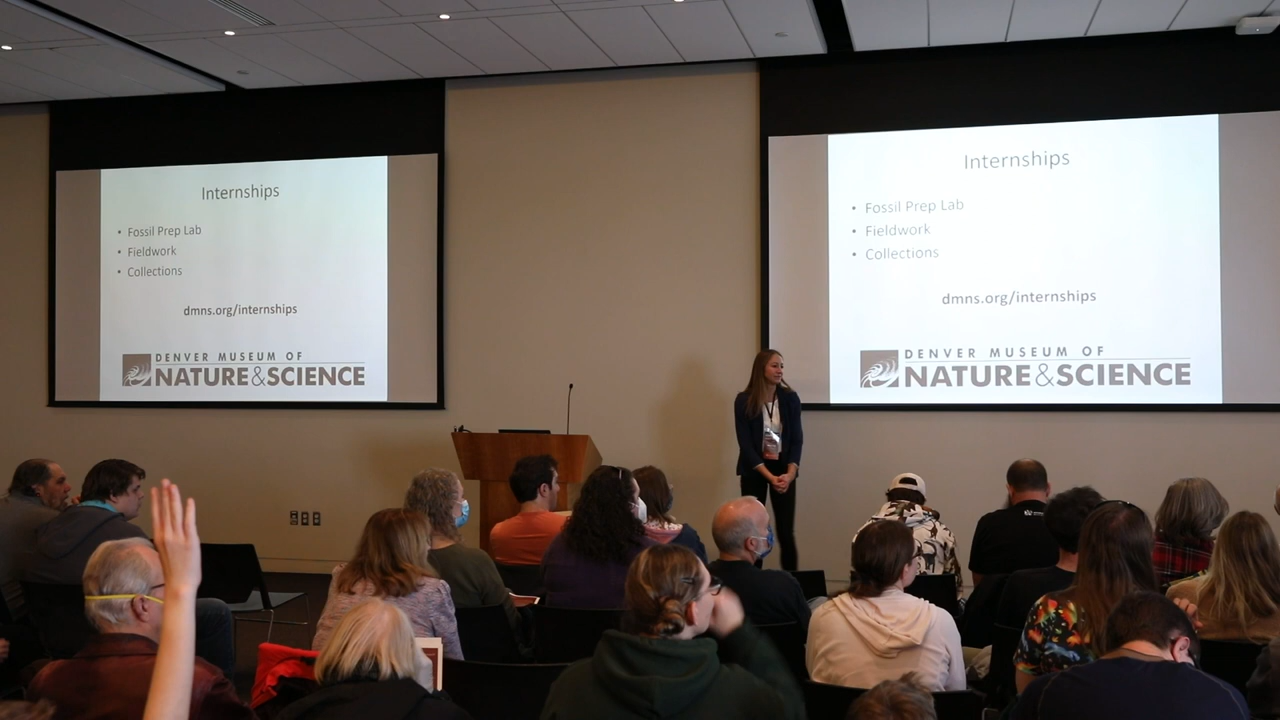 Internships
• Fossil Prep Lab
• Fieldwork
• Collections
dmns.org/internships
DENVER MUSEUM OF
NATURE&SCIENCE
Internships
• Fossil Prep Lab
• Fieldwork
• Collections
dmns.org/internships
DENVER MUSEUM OF
NATURE&SCIENCE